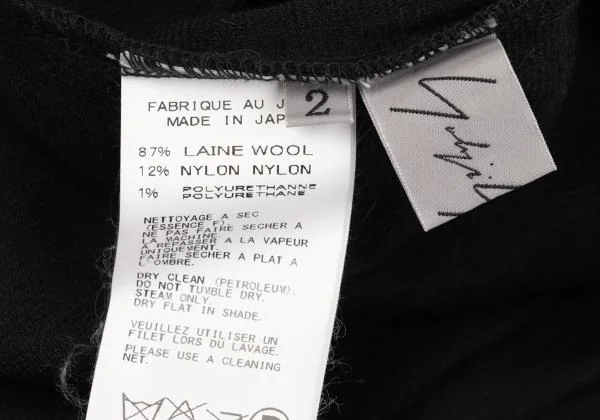 FABRIQUE AU J
MADE IN JAP
2
87% LAINE WOOL
12% NYLON NYLON
1% POLYURETHANNE
POLYURETHANE
NETTOYAGE A SEC
(ESSENCE F).
NE PAS FAIRE SECHER A
LA MACHINE.
A REPASSER A LA VAPEUR
UNIQUEMENT.
FAIRE SECHER A PLAT A
L'OMBRE.
DRY CLEAN (PETROLEUM).
DO NOT TUMBLE DRY.
STEAM ONLY.
DRY FLAT IN SHADE.
VEUILLEZ UTILISER UN
FILET LORS DU LAVAGE.
PLEASE USE A CLEANING
NET.